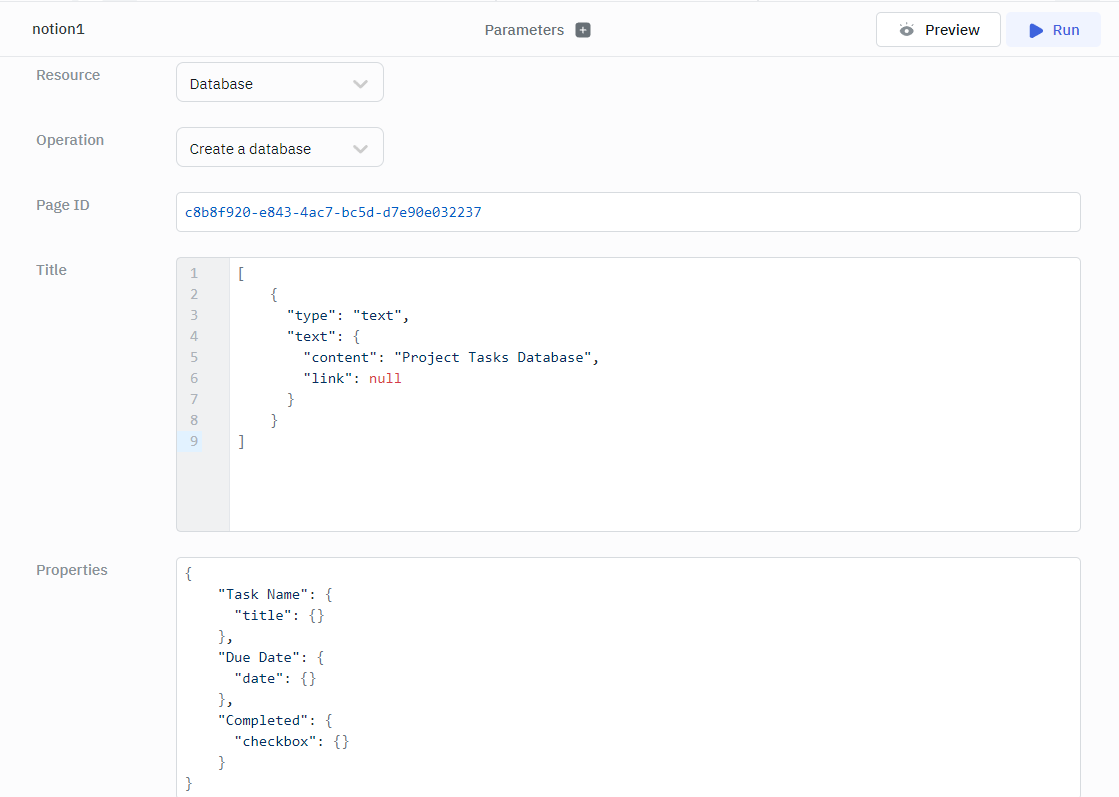 notion1
Parameters
Preview
Run
Resource
Database
Operation
Create a database
Page ID
c8b8f920-e843-4ac7-bc5d-d7e90e032237
Title
1 [
2     {
3       "type": "text",
4       "text": {
5         "content": "Project Tasks Database",
6         "link": null
7       }
8     }
9 ]
Properties
{
    "Task Name": {
      "title": {}
    },
    "Due Date": {
      "date": {}
    },
    "Completed": {
      "checkbox": {}
    }
}